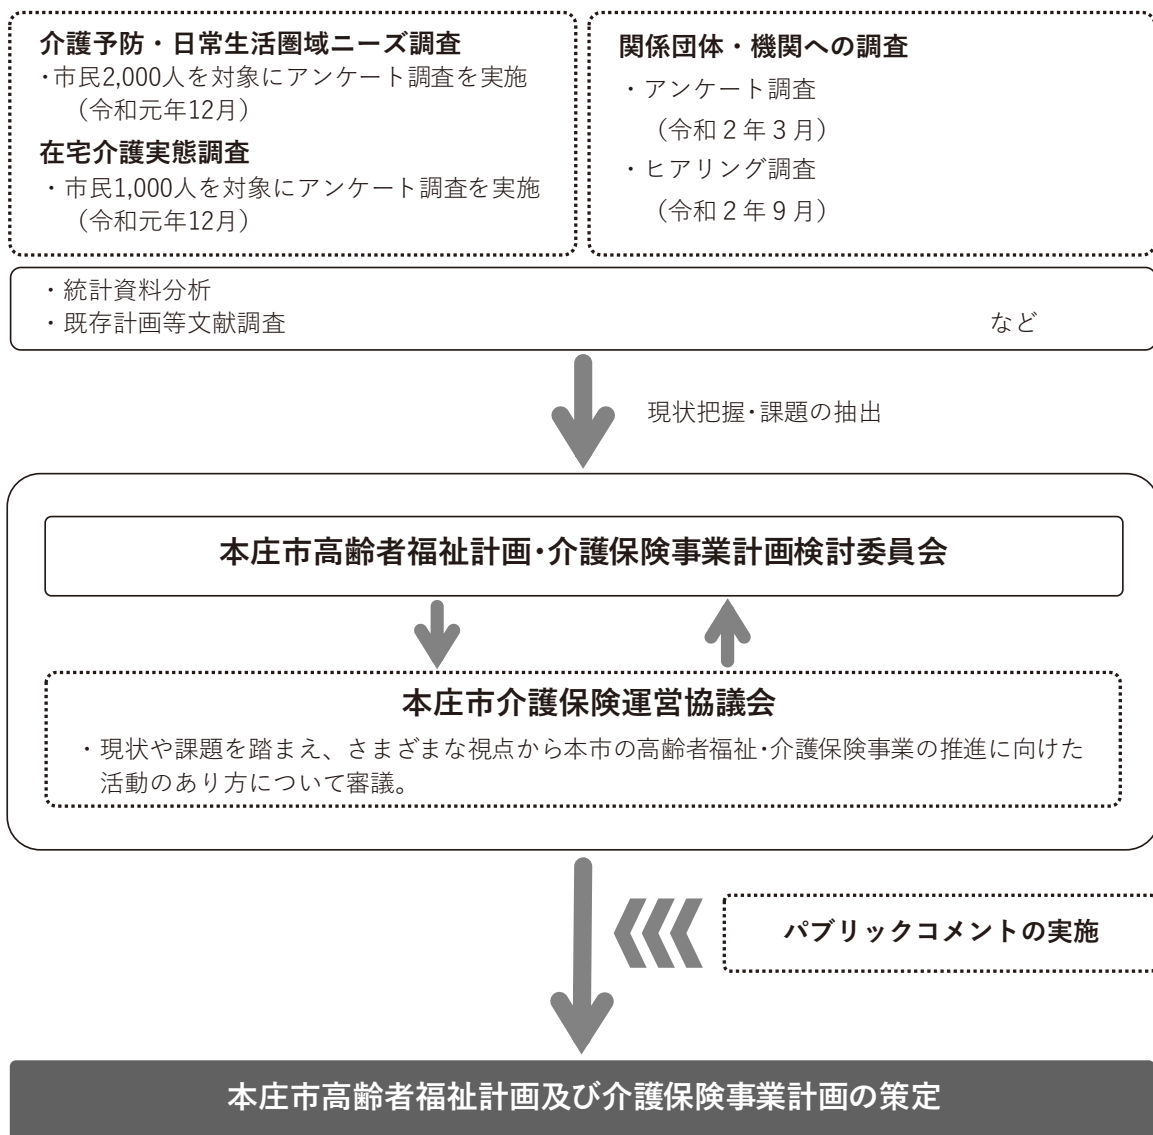 介護予防・日常生活圏域ニーズ調査
・市民2,000人を対象にアンケート調査を実施
（令和元年12月）
在宅介護実態調査
・市民1,000人を対象にアンケート調査を実施
（令和元年12月）
関係団体・機関への調査
・アンケート調査
（令和２年３月）
・ヒアリング調査
（令和２年９月）
・統計資料分析
・既存計画等文献調査 など
現状把握・課題の抽出
本庄市高齢者福祉計画・介護保険事業計画検討委員会
本庄市介護保険運営協議会
・現状や課題を踏まえ、さまざまな視点から本市の高齢者福祉・介護保険事業の推進に向けた
活動のあり方について審議。
パブリックコメントの実施
本庄市高齢者福祉計画及び介護保険事業計画の策定